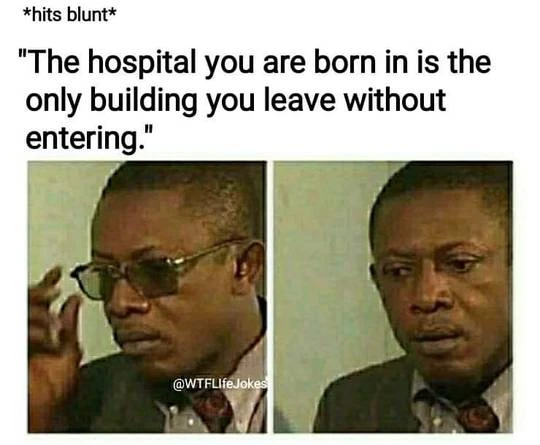 *hits blunt*
"The hospital you are born in is the
only building you leave without
entering."
@WTFLIfeJokes